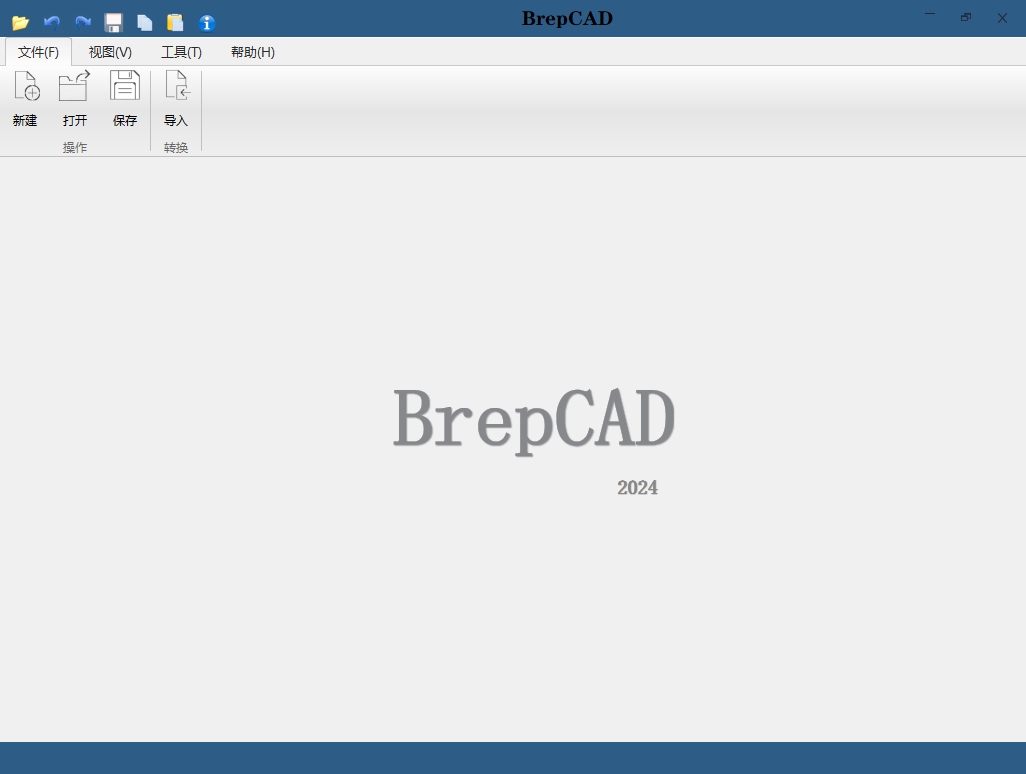 BrepCAD
文件(F) 视图(V) 工具(T) 帮助(H)
新建 打开 保存 导入
操作 转换
BrepCAD
2024